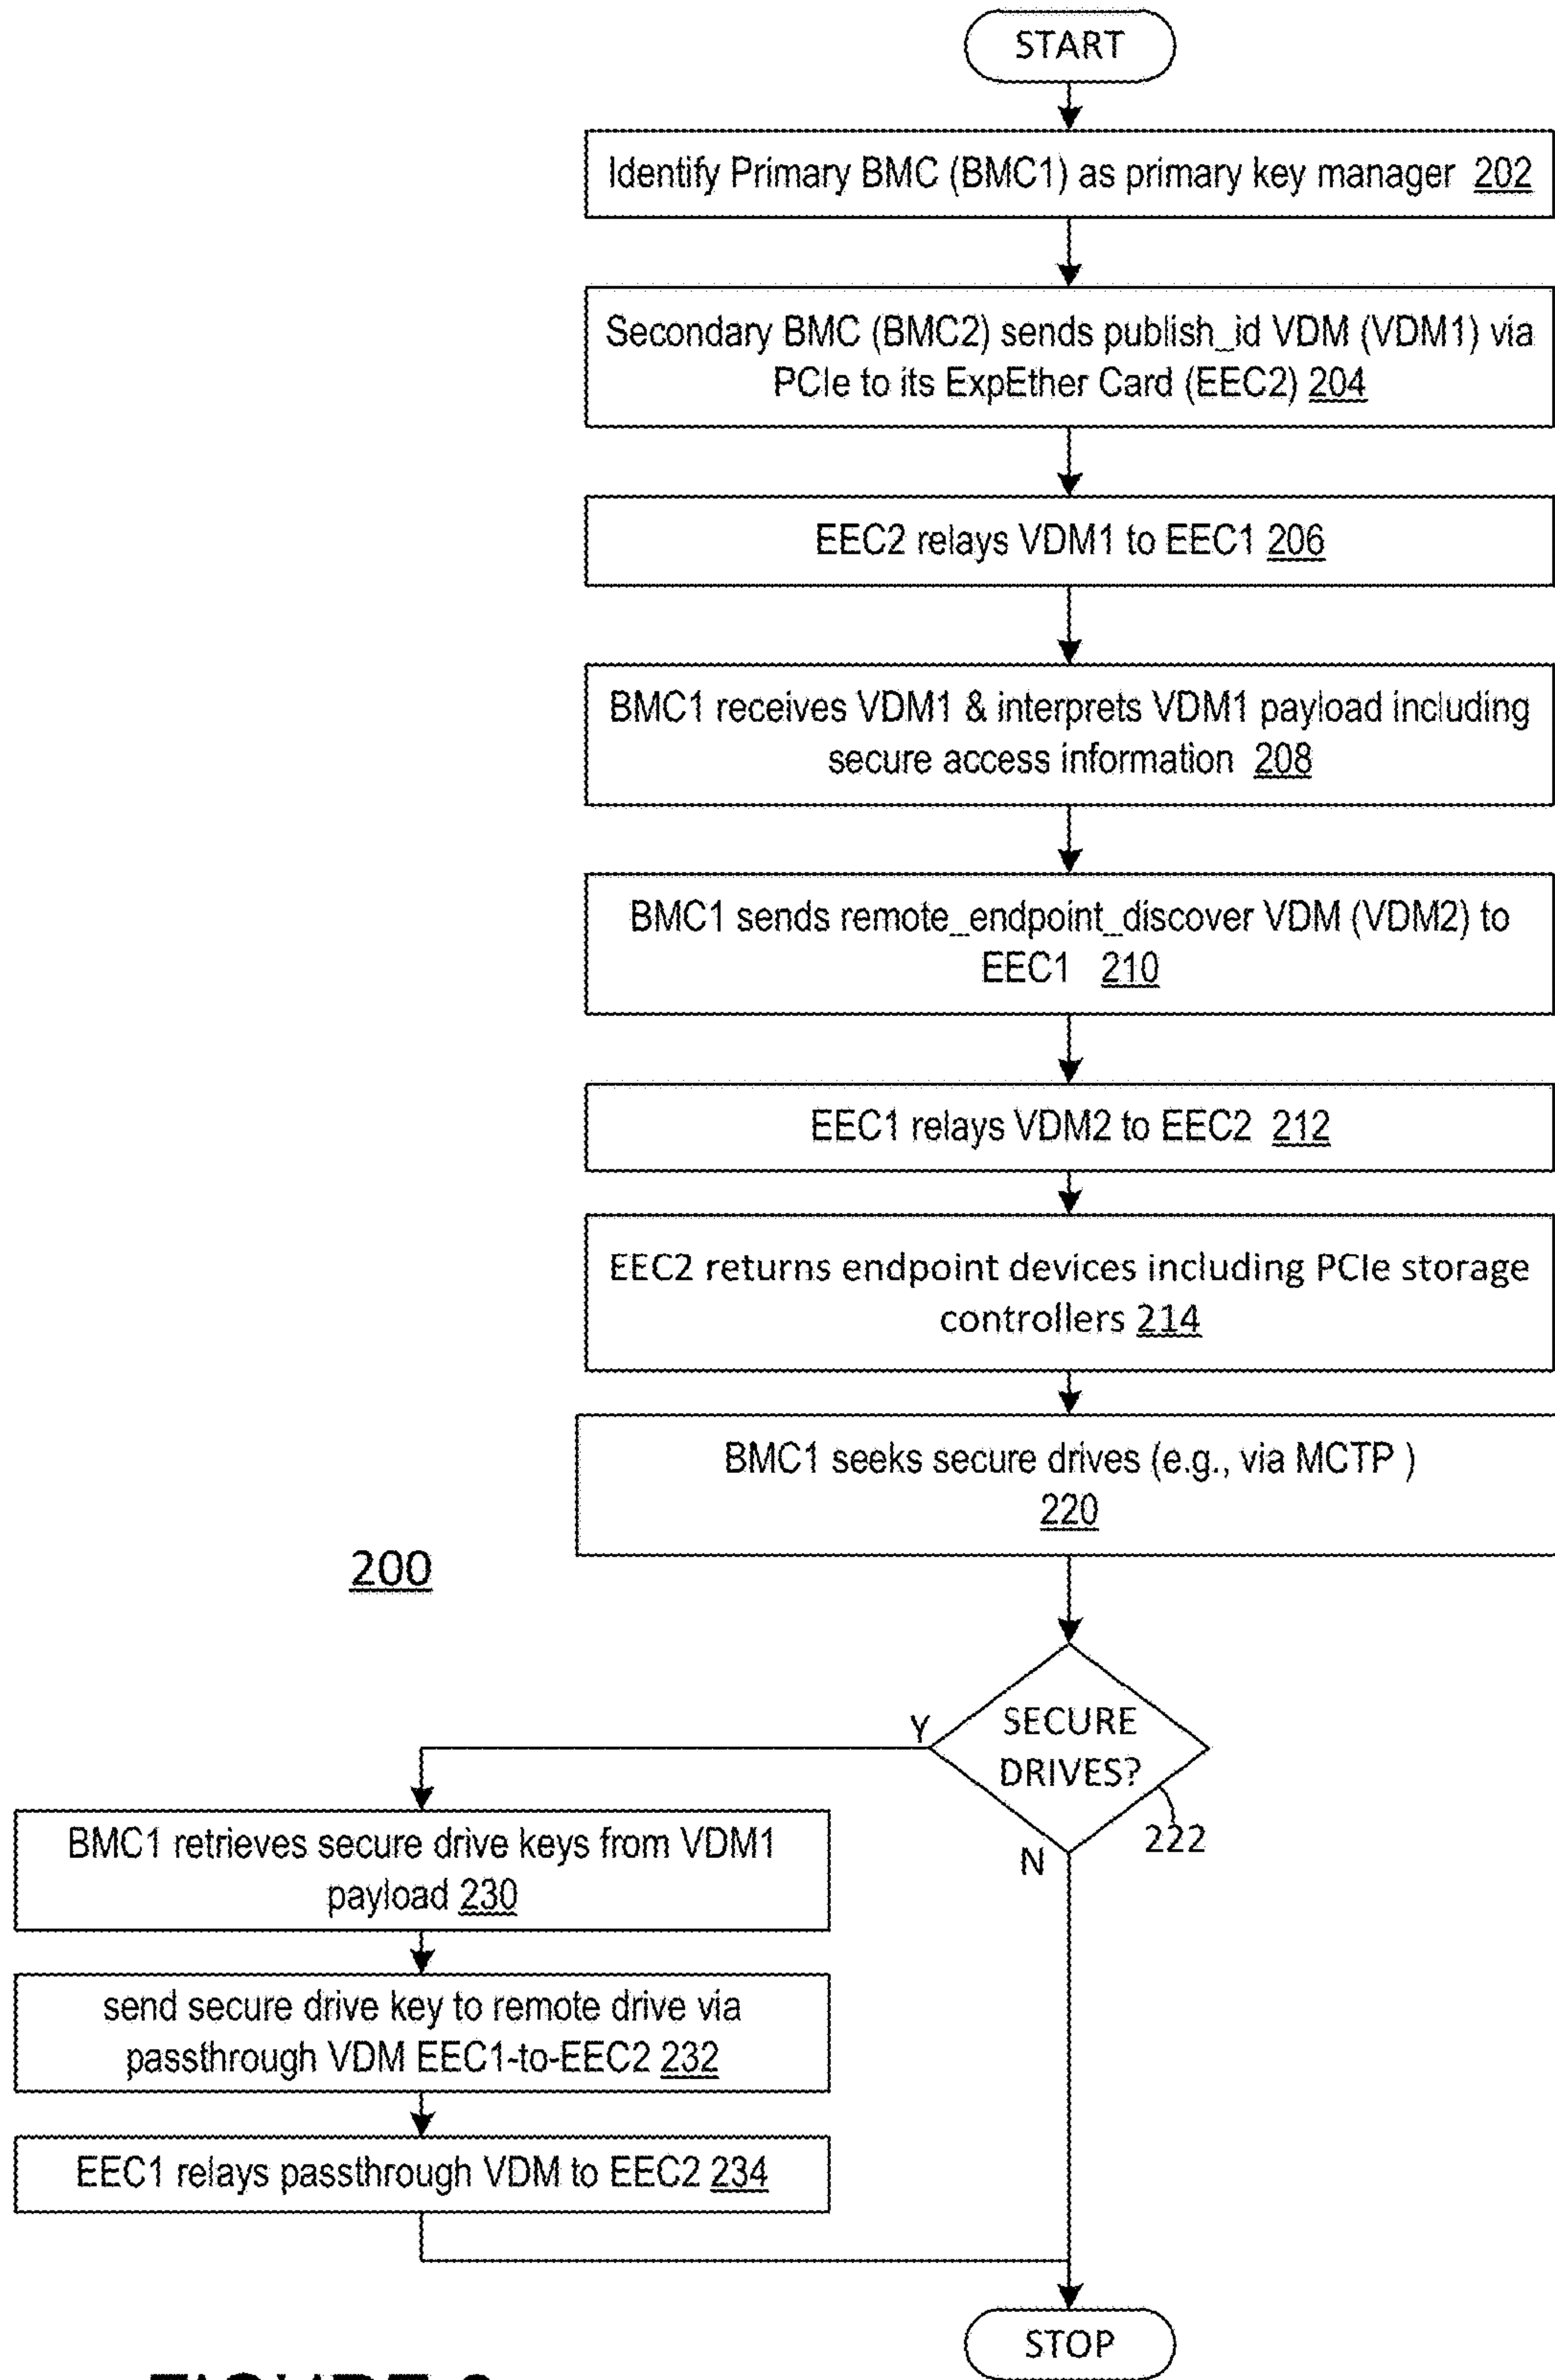 START
Identify Primary BMC (BMC1) as primary key manager 202
Secondary BMC (BMC2) sends publish_id VDM (VDM1) via
PCIe to its ExpEther Card (EEC2) 204
EEC2 relays VDM1 to EEC1 206
BMC1 receives VDM1 & interprets VDM1 payload including
secure access information 208
BMC1 sends remote_endpoint_discover VDM (VDM2) to
EEC1 210
EEC1 relays VDM2 to EEC2 212
EEC2 returns endpoint devices including PCIe storage
controllers 214
BMC1 seeks secure drives (e.g., via MCTP )
220
200
SECURE
DRIVES?
Y
222
N
BMC1 retrieves secure drive keys from VDM1
payload 230
send secure drive key to remote drive via
passthrough VDM EEC1-to-EEC2 232
EEC1 relays passthrough VDM to EEC2 234
STOP